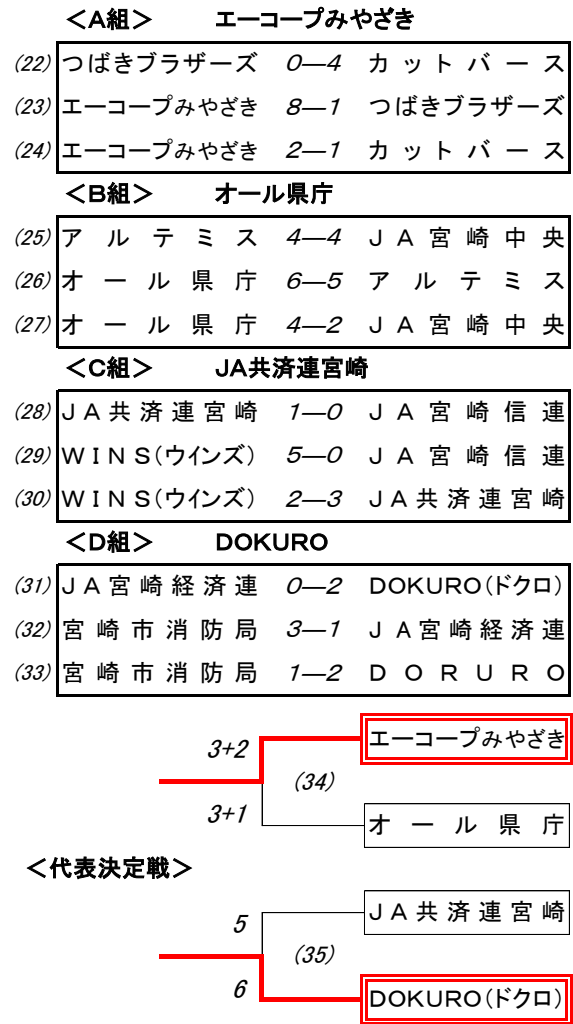 ＜A組＞ エーコープみやざき
(22) つばきブラザーズ 0―4 カットバース
(23) エーコープみやざき 8―1 つばきブラザーズ
(24) エーコープみやざき 2―1 カットバース
＜B組＞ オール県庁
(25) アルテミス 4―4 ＪＡ宮崎中央
(26) オール県庁 6―5 アルテミス
(27) オール県庁 4―2 ＪＡ宮崎中央
＜C組＞ JA共済連宮崎
(28) ＪＡ共済連宮崎 1―0 ＪＡ宮崎信連
(29) ＷＩＮＳ(ウインズ) 5―0 ＪＡ宮崎信連
(30) ＷＩＮＳ(ウインズ) 2―3 ＪＡ共済連宮崎
＜D組＞ DOKURO
(31) ＪＡ宮崎経済連 0―2 DOKURO(ドクロ)
(32) 宮崎市消防局 3―1 ＪＡ宮崎経済連
(33) 宮崎市消防局 1―2 ＤＯＲＵＲＯ
3+2 エーコープみやざき
(34)
3+1 オール県庁
＜代表決定戦＞
5 ＪＡ共済連宮崎
(35)
6 DOKURO(ドクロ)